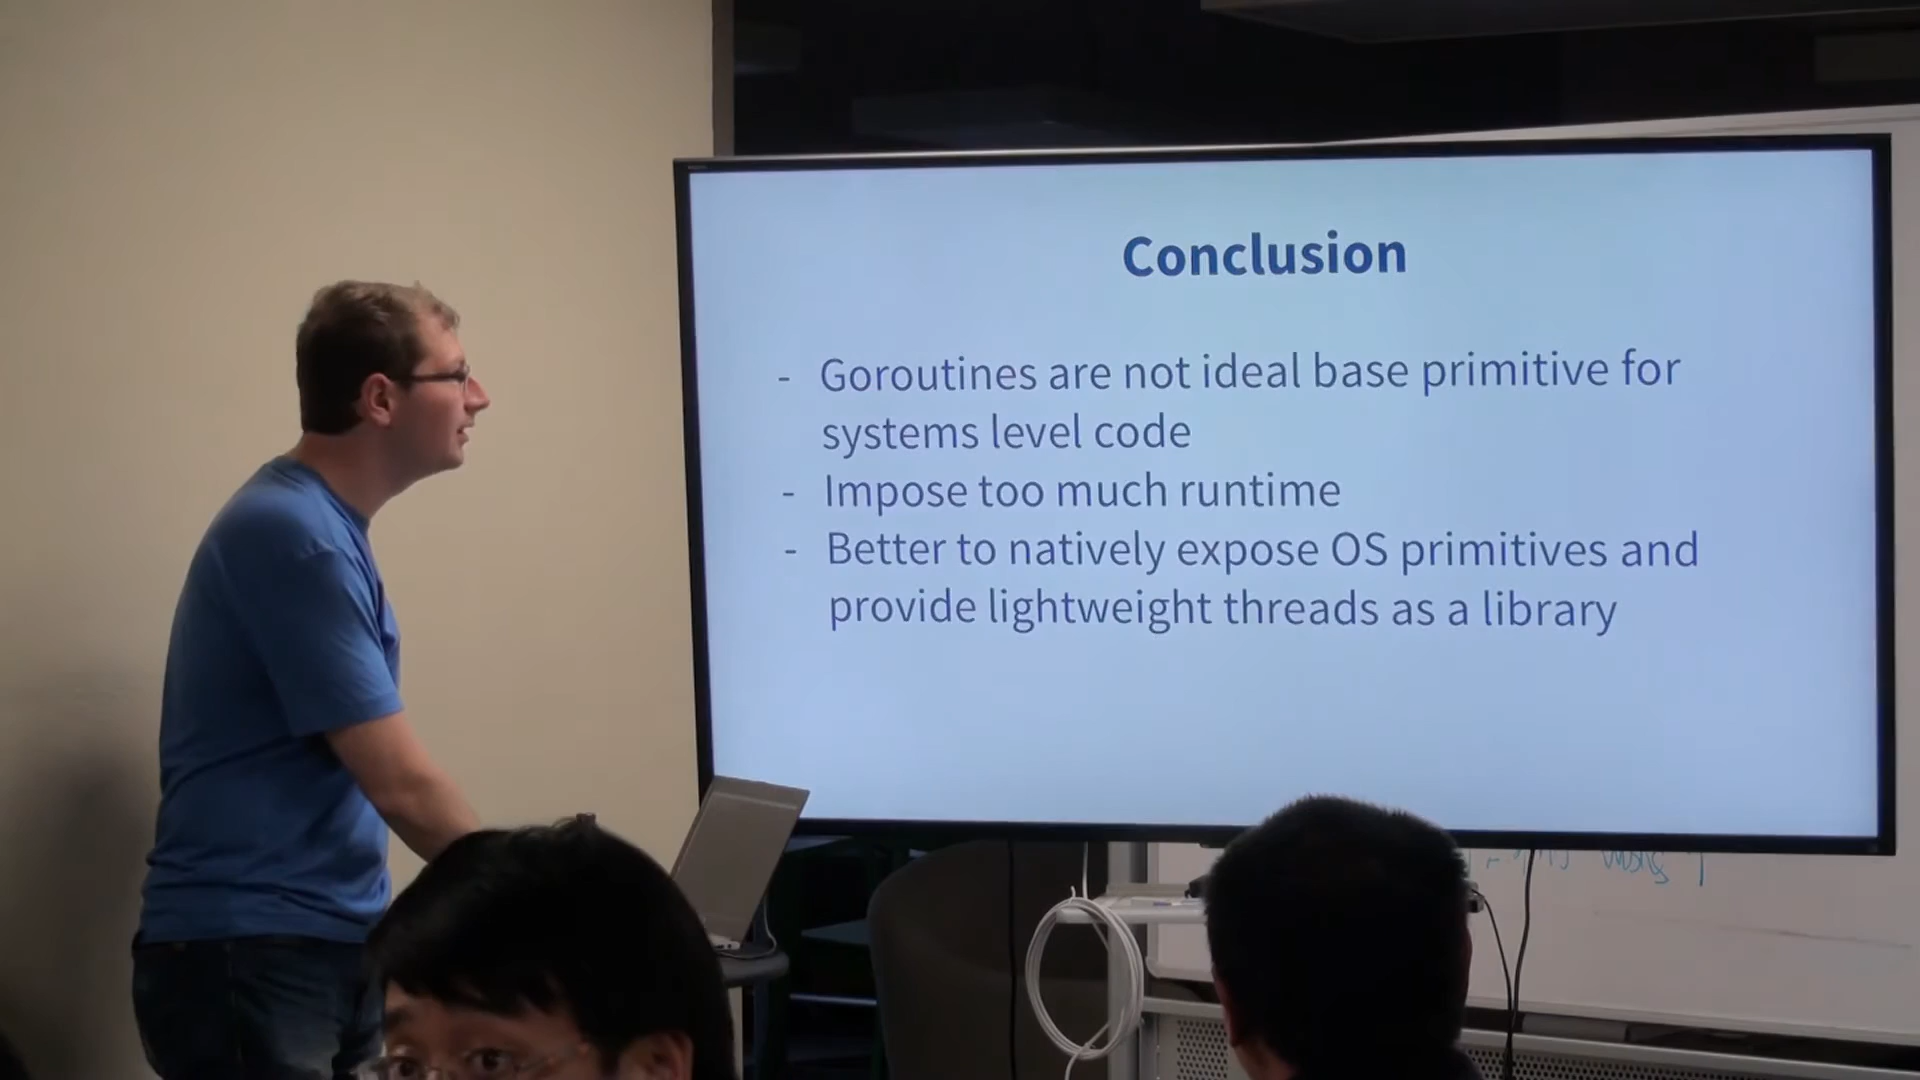 Conclusion
- Goroutines are not ideal base primitive for
systems level code
- Impose too much runtime
- Better to natively expose OS primitives and
provide lightweight threads as a library